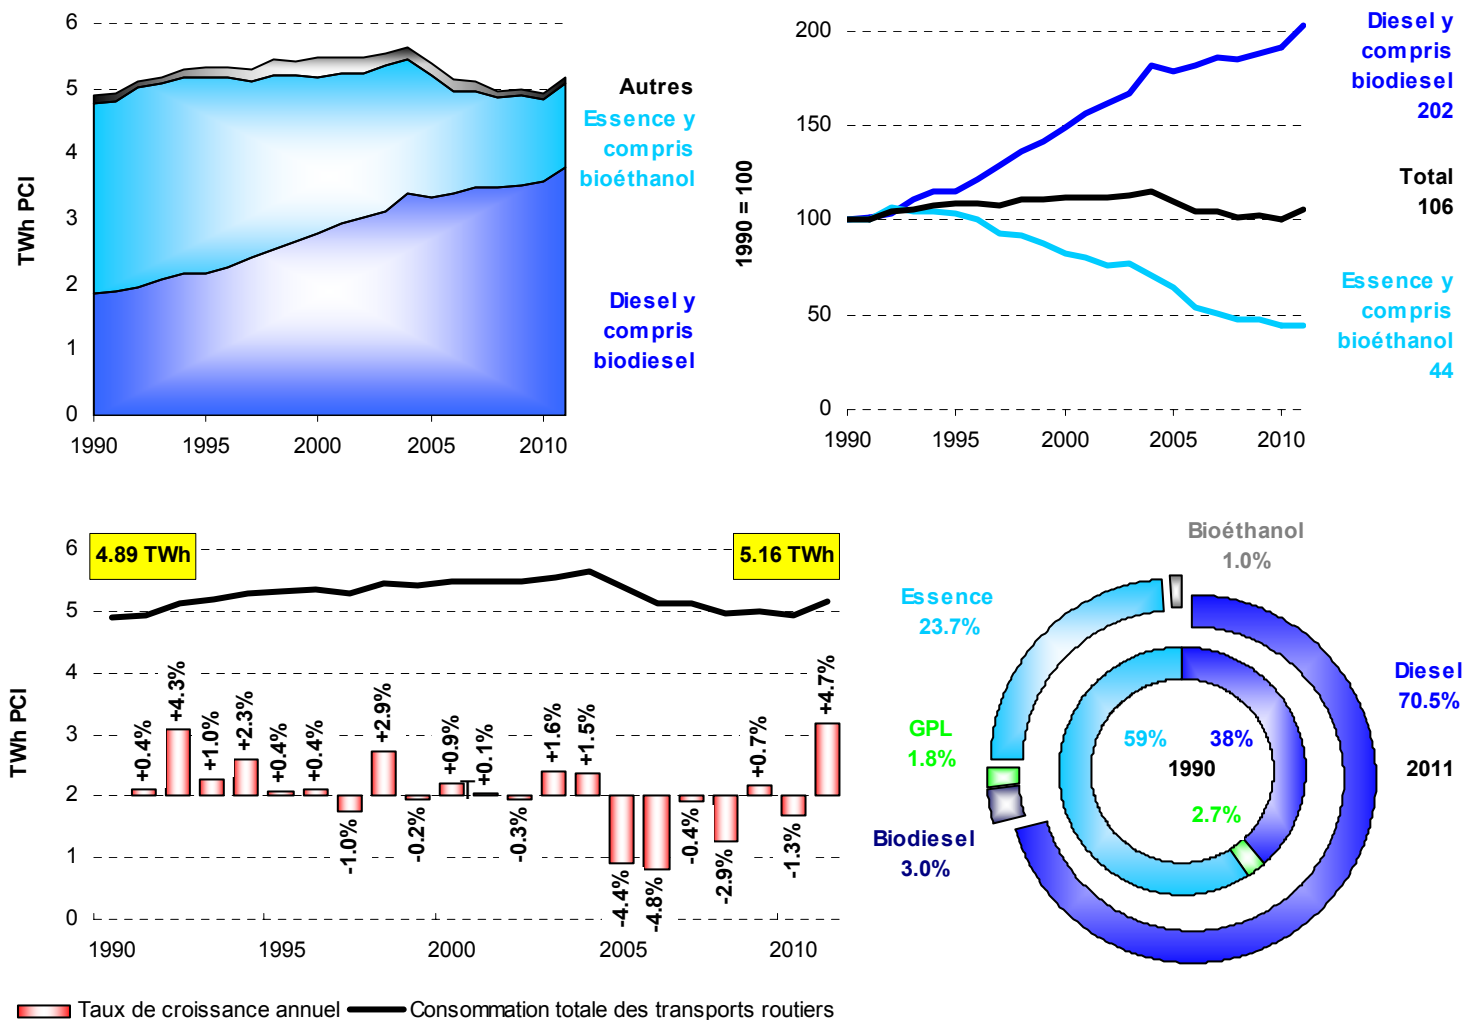 6
5
4
3
2
1
0
TWh PCI
1990
1995
2000
2005
2010
Autres
Essence y
compris
bioéthanol
Diesel y
compris
biodiesel
200
150
100
50
0
1990 = 100
1990
1995
2000
2005
2010
Diesel y
compris
biodiesel
202
Total
106
Essence y
compris
bioéthanol
44
4.89 TWh
5.16 TWh
6
5
4
3
2
1
0
TWh PCI
+0.4%
+4.3%
+1.0%
+2.3%
+0.4%
+0.4%
-1.0%
+2.9%
-0.2%
+0.9%
+0.1%
-0.3%
+1.6%
+1.5%
-4.4%
-4.8%
-0.4%
-2.9%
+0.7%
-1.3%
+4.7%
1990
1995
2000
2005
2010
Taux de croissance annuel
Consommation totale des transports routiers
Bioéthanol
1.0%
Essence
23.7%
Diesel
70.5%
GPL
1.8%
59%
38%
1990
2011
2.7%
Biodiesel
3.0%